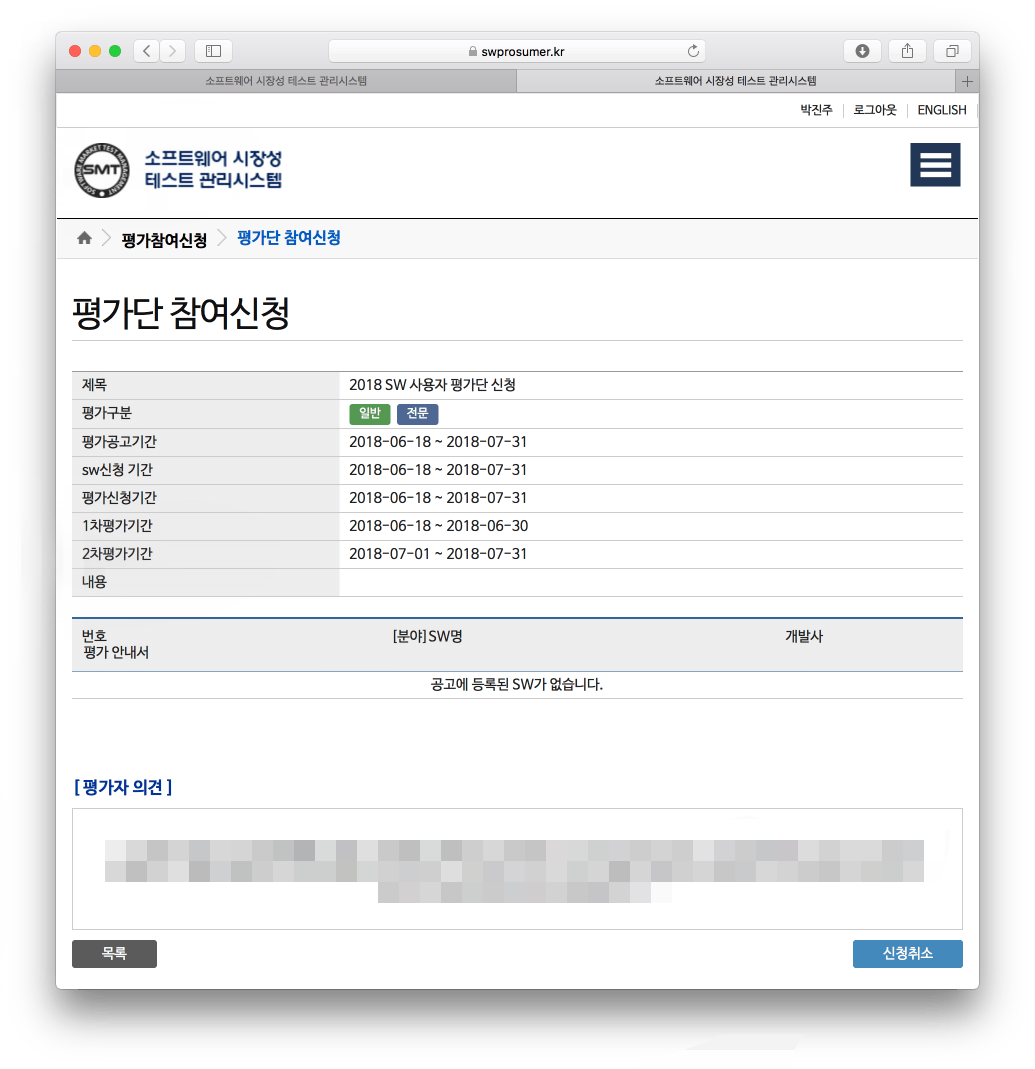 swprosumer.kr
소프트웨어 시장성 테스트 관리시스템 소프트웨어 시장성 테스트 관리시스템
박진주 로그아웃 ENGLISH
SOFTWARE MARKET TEST MANAGEMENT
SMT
소프트웨어 시장성
테스트 관리시스템
평가참여신청 평가단 참여신청
평가단 참여신청
제목 2018 SW 사용자 평가단 신청
평가구분 일반 전문
평가공고기간 2018-06-18 ~ 2018-07-31
sw신청 기간 2018-06-18 ~ 2018-07-31
평가신청기간 2018-06-18 ~ 2018-07-31
1차평가기간 2018-06-18 ~ 2018-06-30
2차평가기간 2018-07-01 ~ 2018-07-31
내용
번호 [분야]SW명 개발사
평가 안내서
공고에 등록된 SW가 없습니다.
[ 평가자 의견 ]
목록 신청취소